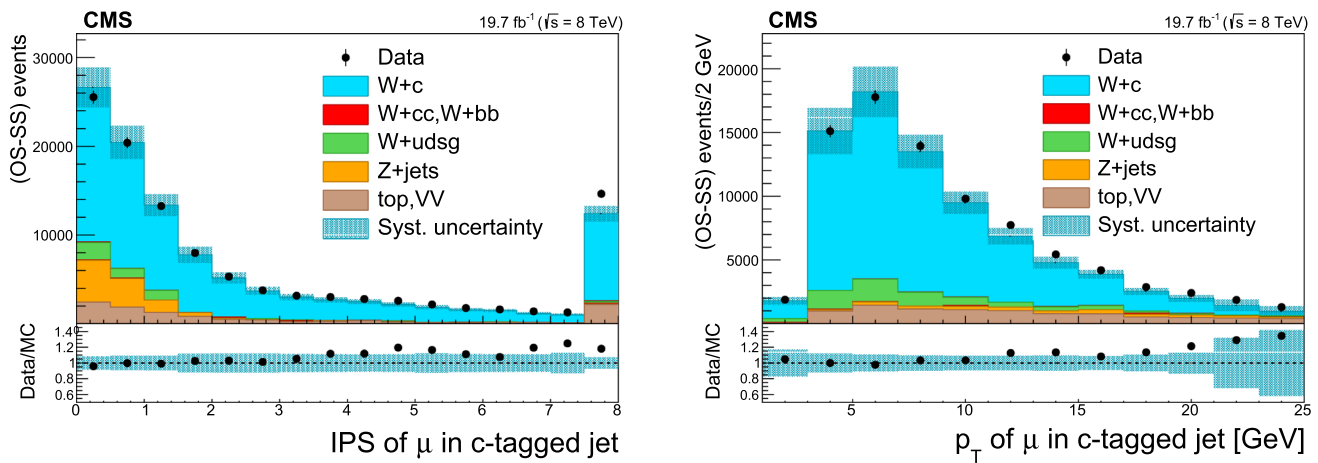 CMS
19.7 fb⁻¹ (√s = 8 TeV)
(OS-SS) events
30000
20000
10000
Data
W+c
W+cc,W+bb
W+udsg
Z+jets
top,VV
Syst. uncertainty
Data/MC
1.40
1.2
1
0.8
0.6
0 1 2 3 4 5 6 7 8
IPS of μ in c-tagged jet
CMS
19.7 fb⁻¹ (√s = 8 TeV)
(OS-SS) events/2 GeV
20000
15000
10000
5000
Data
W+c
W+cc,W+bb
W+udsg
Z+jets
top,VV
Syst. uncertainty
Data/MC
1.40
1.2
1
0.8
0.6
5 10 15 20 25
p_T of μ in c-tagged jet [GeV]